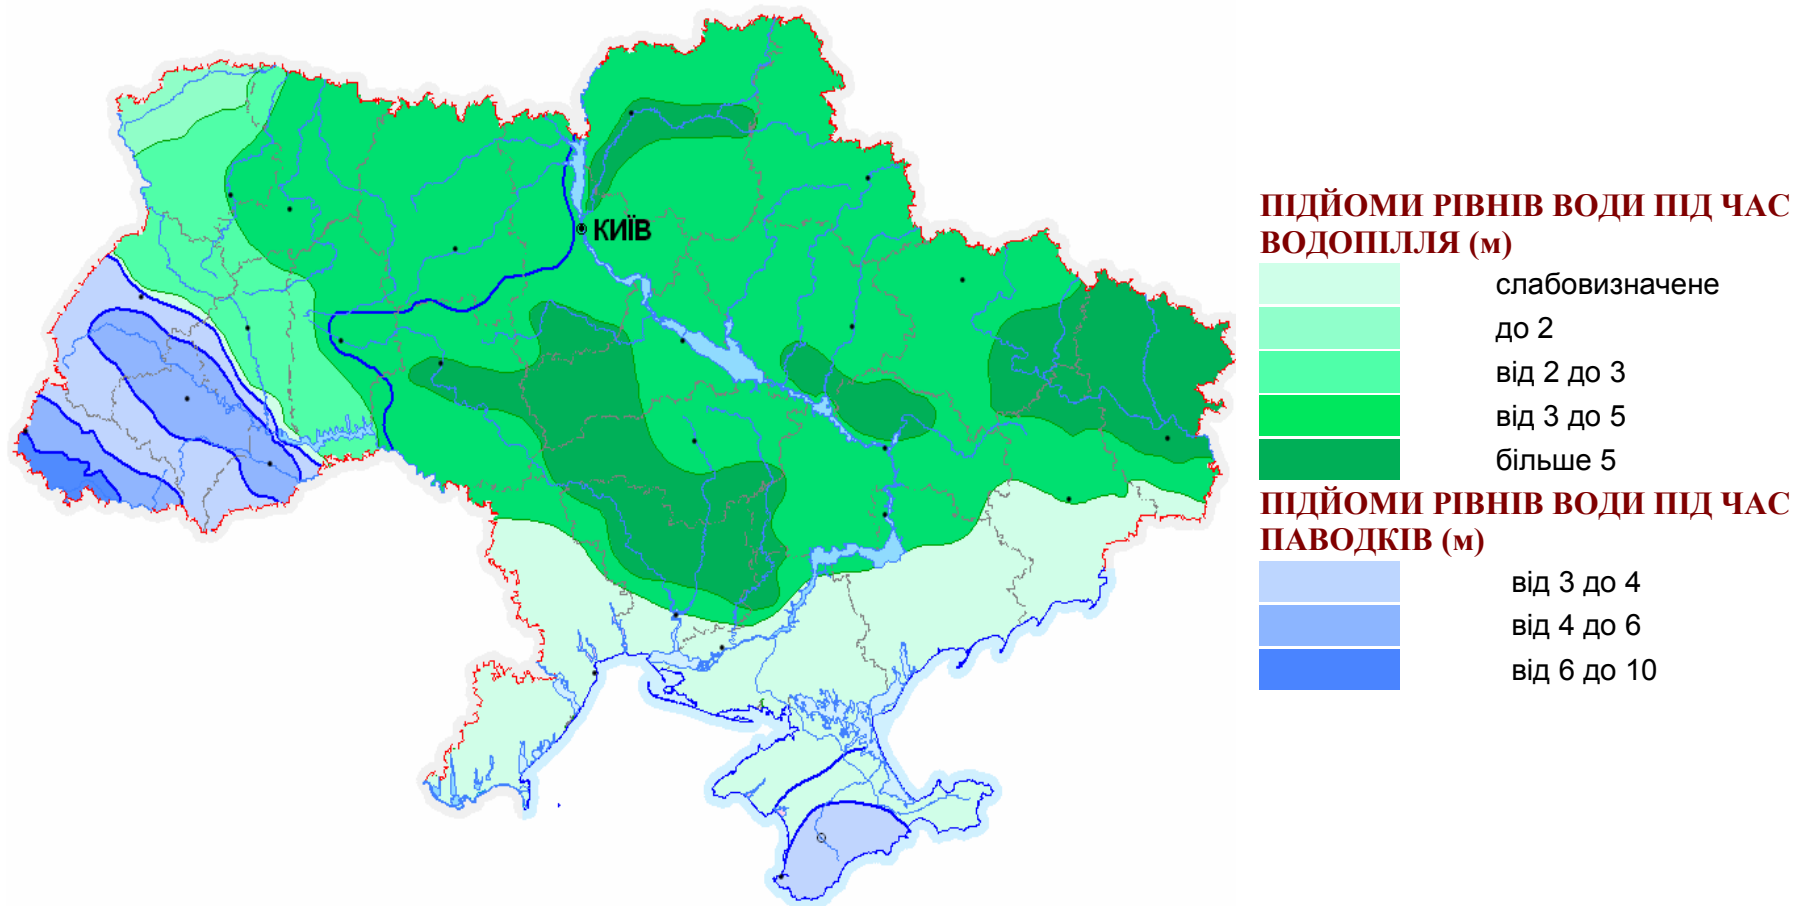 КИЇВ
ПІДЙОМИ РІВНІВ ВОДИ ПІД ЧАС
ВОДОПІЛЛЯ (м)
слабовизначене
до 2
від 2 до 3
від 3 до 5
більше 5
ПІДЙОМИ РІВНІВ ВОДИ ПІД ЧАС
ПАВОДКІВ (м)
від 3 до 4
від 4 до 6
від 6 до 10